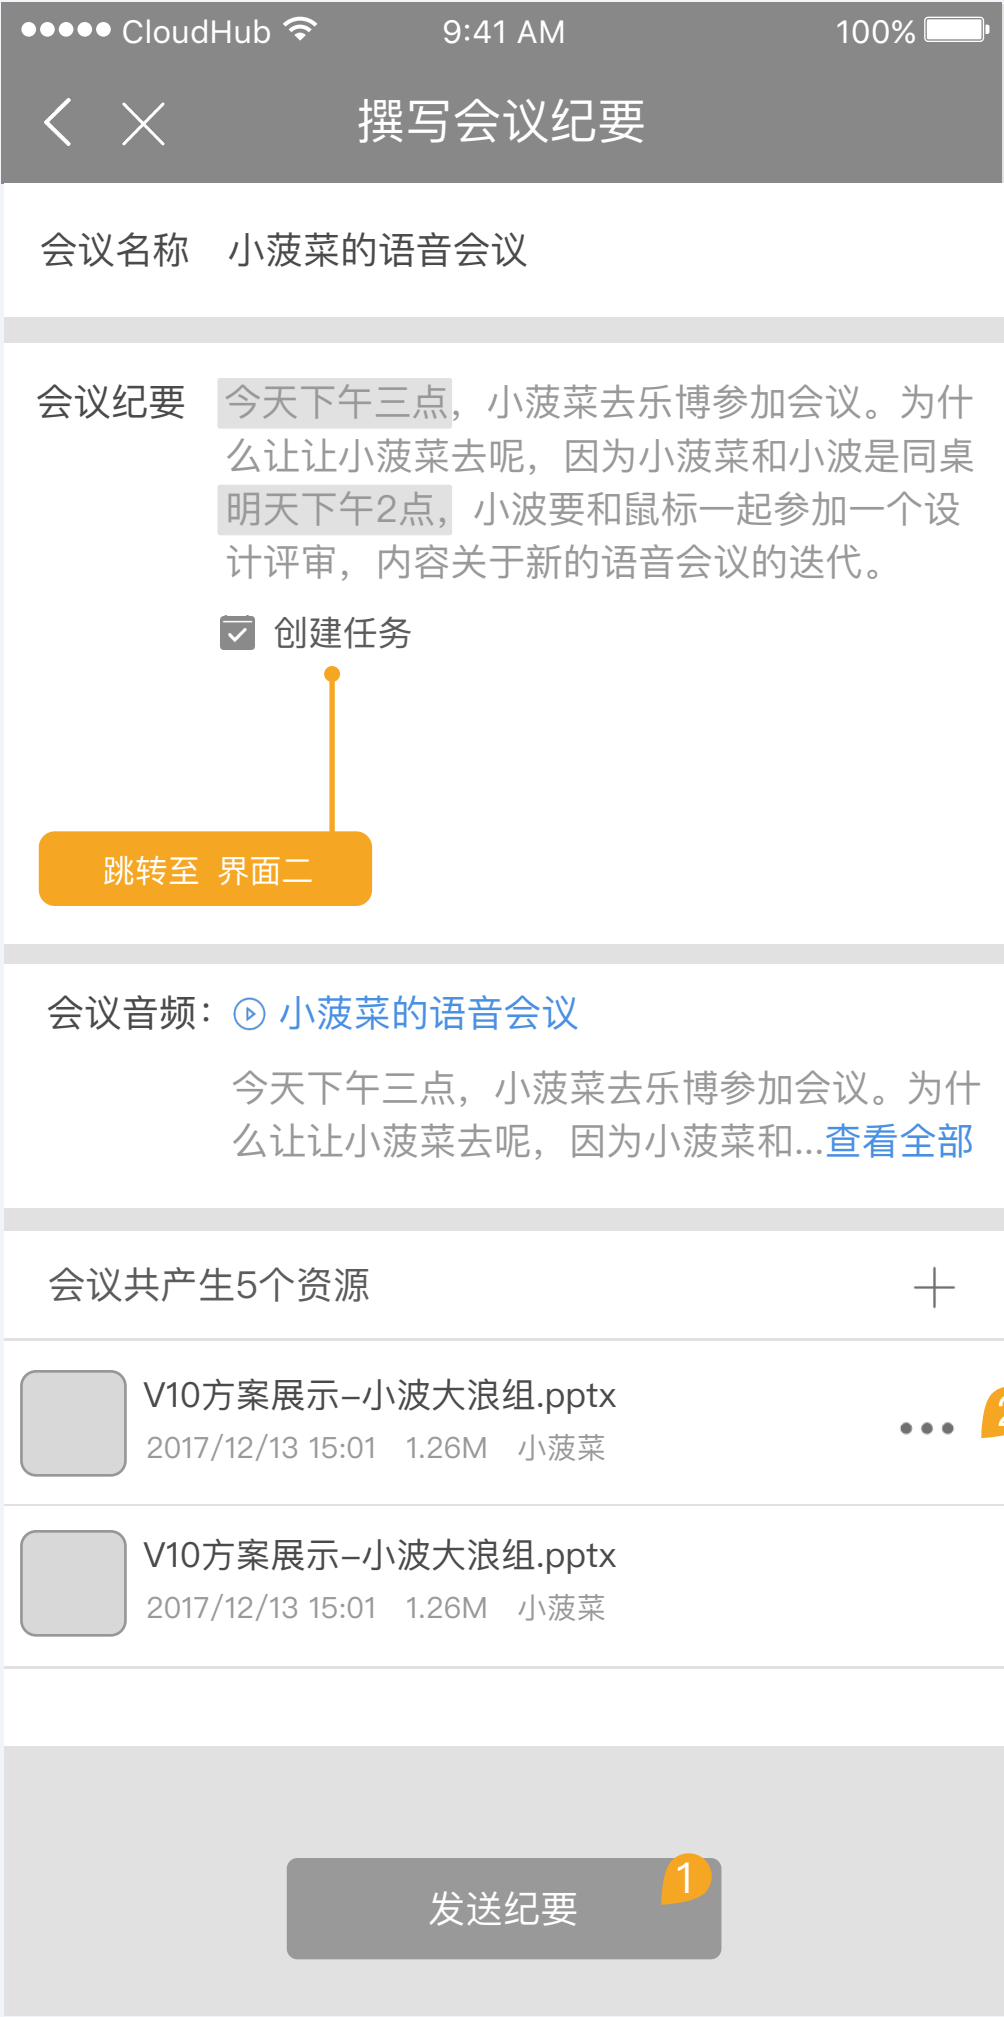 CloudHub 9:41 AM 100%
撰写会议纪要
会议名称 小菠菜的语音会议
会议纪要 今天下午三点，小菠菜去乐博参加会议。为什
么让让小菠菜去呢，因为小菠菜和小波是同桌
明天下午2点，小波要和鼠标一起参加一个设
计评审，内容关于新的语音会议的迭代。
创建任务
跳转至 界面二
会议音频： 小菠菜的语音会议
今天下午三点，小菠菜去乐博参加会议。为什
么让让小菠菜去呢，因为小菠菜和...查看全部
会议共产生5个资源
V10方案展示-小波大浪组.pptx
2017/12/13 15:01 1.26M 小菠菜
V10方案展示-小波大浪组.pptx
2017/12/13 15:01 1.26M 小菠菜
发送纪要 1